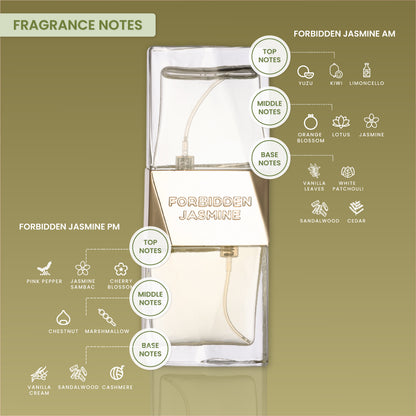 FRAGRANCE NOTES
FORBIDDEN JASMINE AM
TOP
NOTES
YUZU
KIWI
LIMONCELLO
MIDDLE
NOTES
ORANGE
BLOSSOM
LOTUS
JASMINE
BASE
NOTES
VANILLA
LEAVES
WHITE
PATCHOULI
SANDALWOOD
CEDAR
FORBIDDEN
JASMINE
FORBIDDEN JASMINE PM
TOP
NOTES
PINK PEPPER
JASMINE
SAMBAC
CHERRY
BLOSSOM
MIDDLE
NOTES
CHESTNUT
MARSHMALLOW
BASE
NOTES
VANILLA
CREAM
SANDALWOOD
CASHMERE